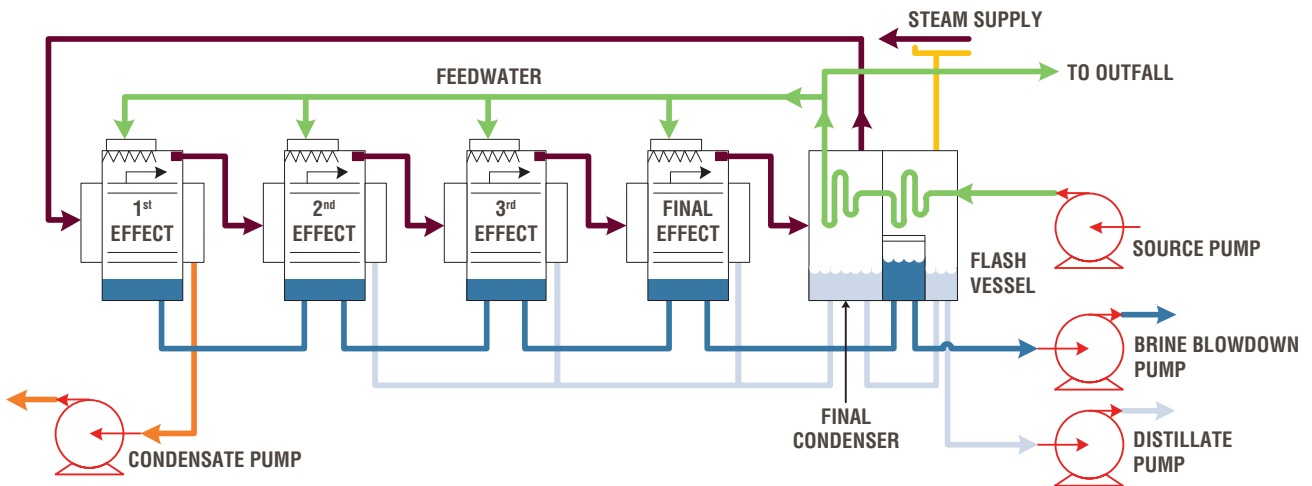 STEAM SUPPLY
FEEDWATER
TO OUTFALL
1st
EFFECT
2nd
EFFECT
3rd
EFFECT
FINAL
EFFECT
SOURCE PUMP
FLASH
VESSEL
BRINE BLOWDOWN
PUMP
FINAL
CONDENSER
DISTILLATE
PUMP
CONDENSATE PUMP